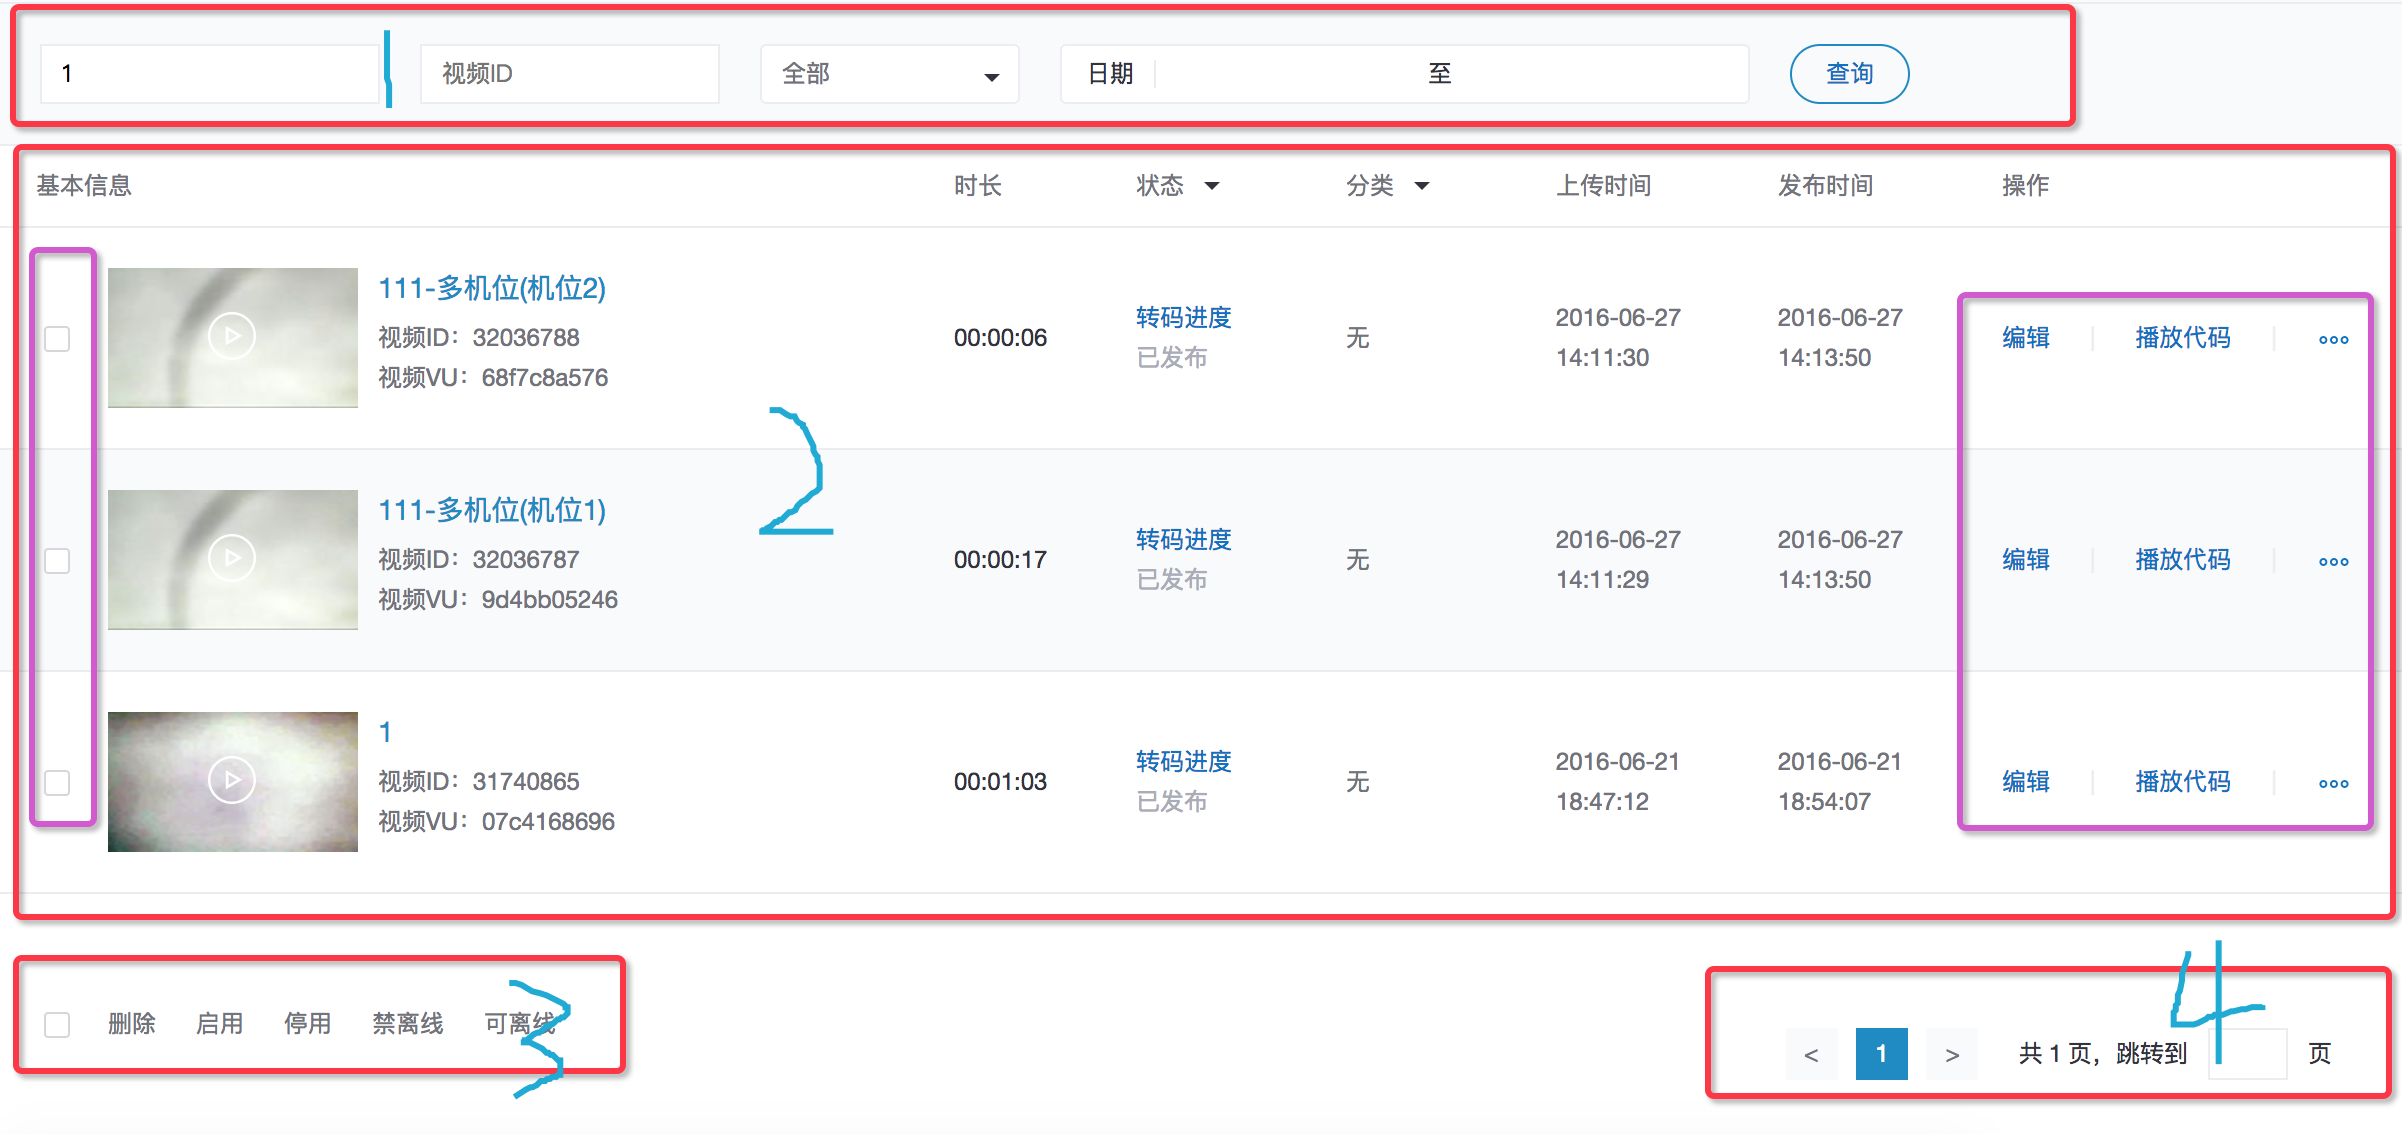 1 视频ID 全部 日期 至 查询
1
基本信息 时长 状态 分类 上传时间 发布时间 操作
111-多机位(机位2)
视频ID：32036788
视频VU：68f7c8a576
00:00:06
转码进度
已发布
无
2016-06-27
14:11:30
2016-06-27
14:13:50
编辑 播放代码
2
111-多机位(机位1)
视频ID：32036787
视频VU：9d4bb05246
00:00:17
转码进度
已发布
无
2016-06-27
14:11:29
2016-06-27
14:13:50
编辑 播放代码
1
视频ID：31740865
视频VU：07c4168696
00:01:03
转码进度
已发布
无
2016-06-21
18:47:12
2016-06-21
18:54:07
编辑 播放代码
删除 启用 停用 禁离线 可离线
3
4
< 1 > 共 1 页，跳转到 页